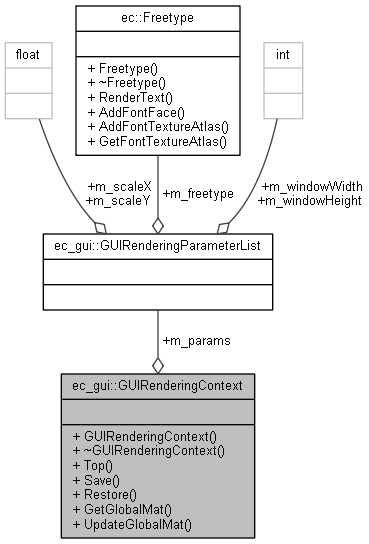 ec::Freetype
+ Freetype()
+ ~Freetype()
+ RenderText()
+ AddFontFace()
+ AddFontTextureAtlas()
+ GetFontTextureAtlas()
float
int
+m_scaleX
+m_scaleY
+m_freetype
+m_windowWidth
+m_windowHeight
ec_gui::GUIRenderingParameterList
+m_params
ec_gui::GUIRenderingContext
+ GUIRenderingContext()
+ ~GUIRenderingContext()
+ Top()
+ Save()
+ Restore()
+ GetGlobalMat()
+ UpdateGlobalMat()